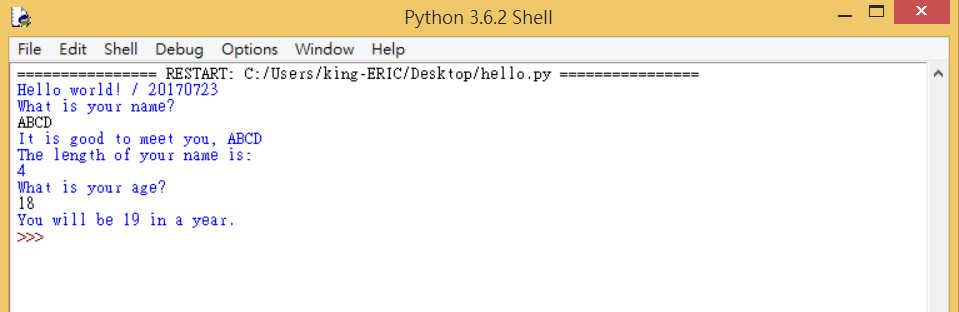 Python 3.6.2 Shell
File Edit Shell Debug Options Window Help
================ RESTART: C:/Users/king-ERIC/Desktop/hello.py ================
Hello world! / 20170723
What is your name?
ABCD
It is good to meet you, ABCD
The length of your name is:
4
What is your age?
18
You will be 19 in a year.
>>>